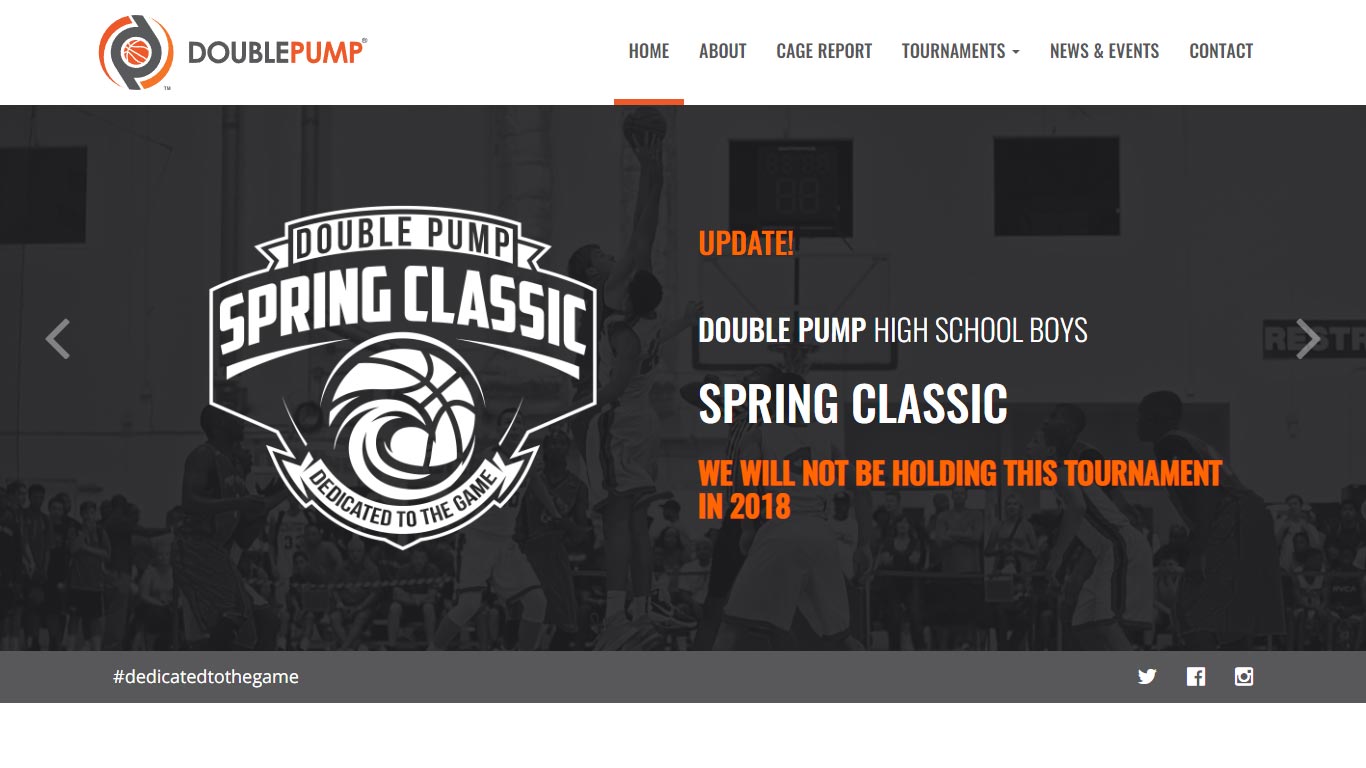 DOUBLEPUMP®
™
HOME ABOUT CAGE REPORT TOURNAMENTS NEWS & EVENTS CONTACT
DOUBLE PUMP
SPRING CLASSIC
DEDICATED TO THE GAME
UPDATE!
DOUBLE PUMP HIGH SCHOOL BOYS
SPRING CLASSIC
WE WILL NOT BE HOLDING THIS TOURNAMENT
IN 2018
#dedicatedtothegame